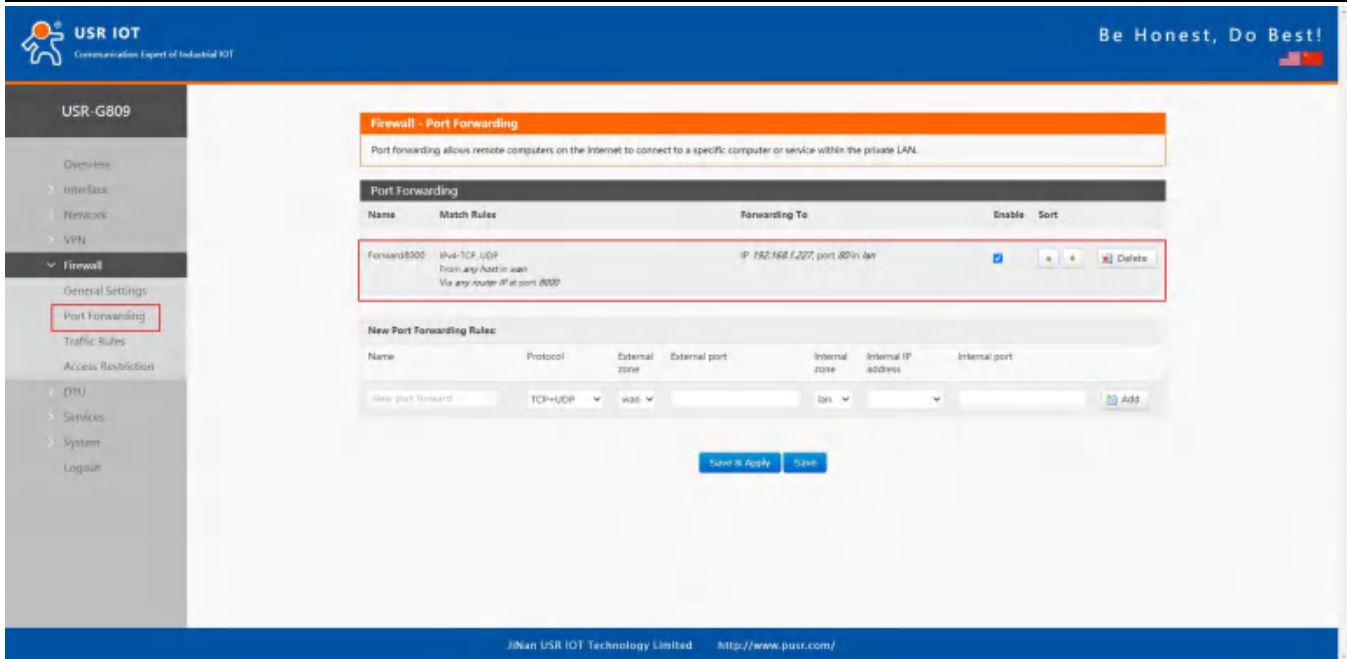 USR IOT
Communication Expert of Industrial IOT
Be Honest, Do Best!
USR-G809
Overview
Interface
Network
VPN
Firewall
General Settings
Port Forwarding
Traffic Rules
Access Restriction
DTU
Services
System
Logout
Firewall - Port Forwarding
Port forwarding allows remote computers on the Internet to connect to a specific computer or service within the private LAN.
Port Forwarding
Name Match Rules Forwarding To Enable Sort
Forward8000 IPv4-TCP, UDP IP 192.168.1.227, port 80 in lan Delete
From any host in wan
Via any router IP at port 8000
New Port Forwarding Rules:
Name Protocol External zone External port Internal zone Internal IP address Internal port
New port forward TCP+UDP wan lan Add
Save & Apply Save
JiNan USR IOT Technology Limited http://www.pusr.com/